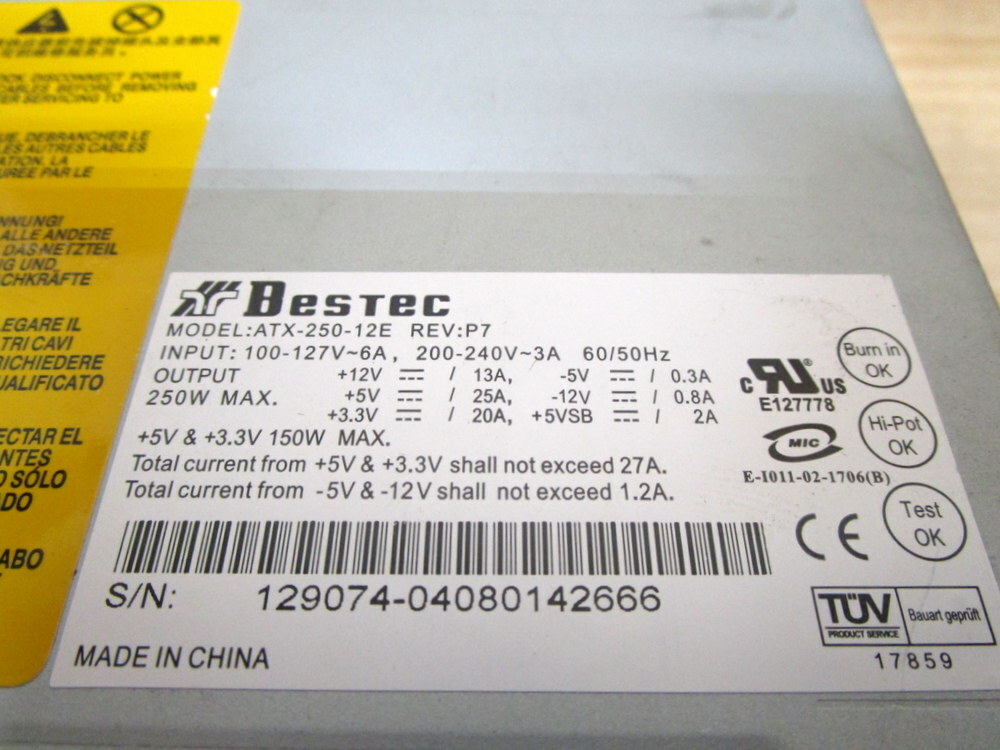 OCK, DISCONNECT POWER
CABLES BEFORE REMOVING
TER SERVICING TO
UE, DEBRANCHER LE
LES AUTRES CABLES
ATION. LA
UREE PAR LE
NNUNG!
ALLE ANDERE
DAS NETZTEIL
G UND
CHKRÄFTE
LEGARE IL
TRI CAVI
RICHIEDERE
UALIFICATO
ECTAR EL
NTES
O SÓLO
DO
ABO
BESTEC
MODEL:ATX-250-12E REV:P7
INPUT: 100-127V~6A, 200-240V~3A 60/50Hz
OUTPUT +12V / 13A, -5V / 0.3A
250W MAX. +5V / 25A, -12V / 0.8A
+3.3V / 20A, +5VSB / 2A
+5V & +3.3V 150W MAX.
Total current from +5V & +3.3V shall not exceed 27A.
Total current from -5V & -12V shall not exceed 1.2A.
S/N: 129074-04080142666
MADE IN CHINA
C RU ® US
E127778
MIC
E-I011-02-1706(B)
CE
Burn in
OK
Hi-Pot
OK
Test
OK
TÜV Bauart geprüft
PRODUCT SERVICE
17859